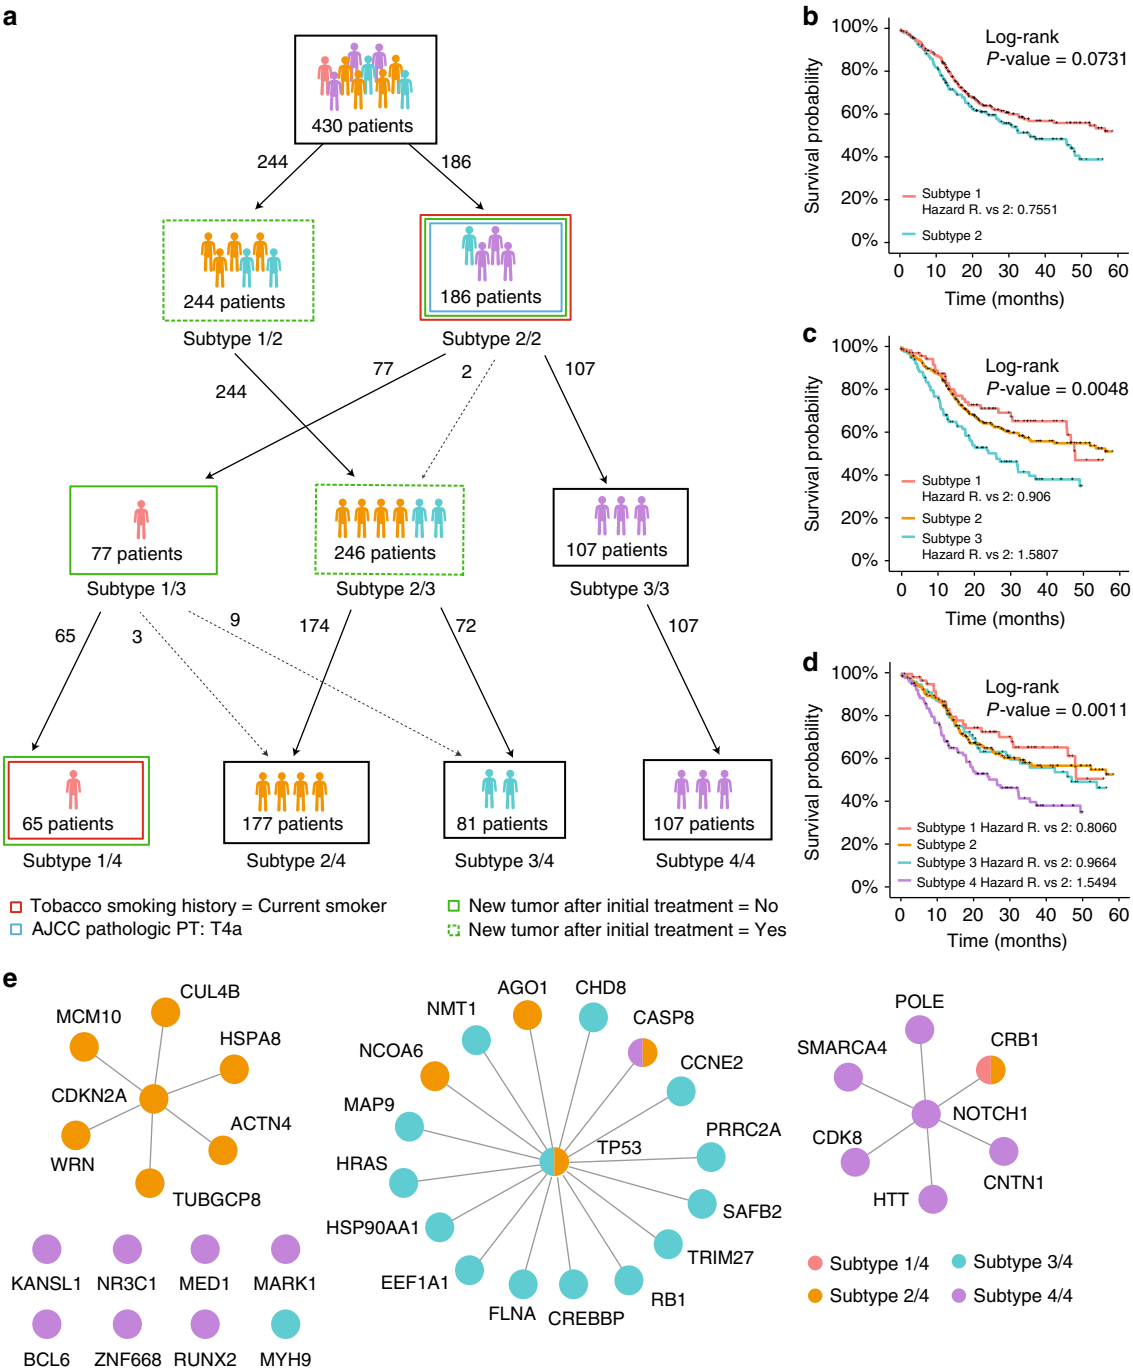 a
430 patients
244
186
244 patients
186 patients
Subtype 1/2
Subtype 2/2
244
77
2
107
77 patients
246 patients
107 patients
Subtype 1/3
Subtype 2/3
Subtype 3/3
65
3
9
174
72
107
65 patients
177 patients
81 patients
107 patients
Subtype 1/4
Subtype 2/4
Subtype 3/4
Subtype 4/4
Tobacco smoking history = Current smoker
AJCC pathologic PT: T4a
New tumor after initial treatment = No
New tumor after initial treatment = Yes
b
Survival probability
100%
80%
60%
40%
20%
0%
Log-rank
P-value = 0.0731
Subtype 1
Hazard R. vs 2: 0.7551
Subtype 2
0 10 20 30 40 50 60
Time (months)
c
Survival probability
100%
80%
60%
40%
20%
0%
Log-rank
P-value = 0.0048
Subtype 1
Hazard R. vs 2: 0.906
Subtype 2
Subtype 3
Hazard R. vs 2: 1.5807
0 10 20 30 40 50 60
Time (months)
d
Survival probability
100%
80%
60%
40%
20%
0%
Log-rank
P-value = 0.0011
Subtype 1 Hazard R. vs 2: 0.8060
Subtype 2
Subtype 3 Hazard R. vs 2: 0.9664
Subtype 4 Hazard R. vs 2: 1.5494
0 10 20 30 40 50 60
Time (months)
e
CUL4B
MCM10
HSPA8
CDKN2A
ACTN4
WRN
TUBGCP8
KANSL1 NR3C1 MED1 MARK1
BCL6 ZNF668 RUNX2 MYH9
AGO1
CHD8
NMT1
CASP8
NCOA6
CCNE2
MAP9
PRRC2A
TP53
HRAS
SAFB2
HSP90AA1
TRIM27
EEF1A1
RB1
FLNA
CREBBP
POLE
CRB1
SMARCA4
NOTCH1
CDK8
CNTN1
HTT
Subtype 1/4
Subtype 3/4
Subtype 2/4
Subtype 4/4